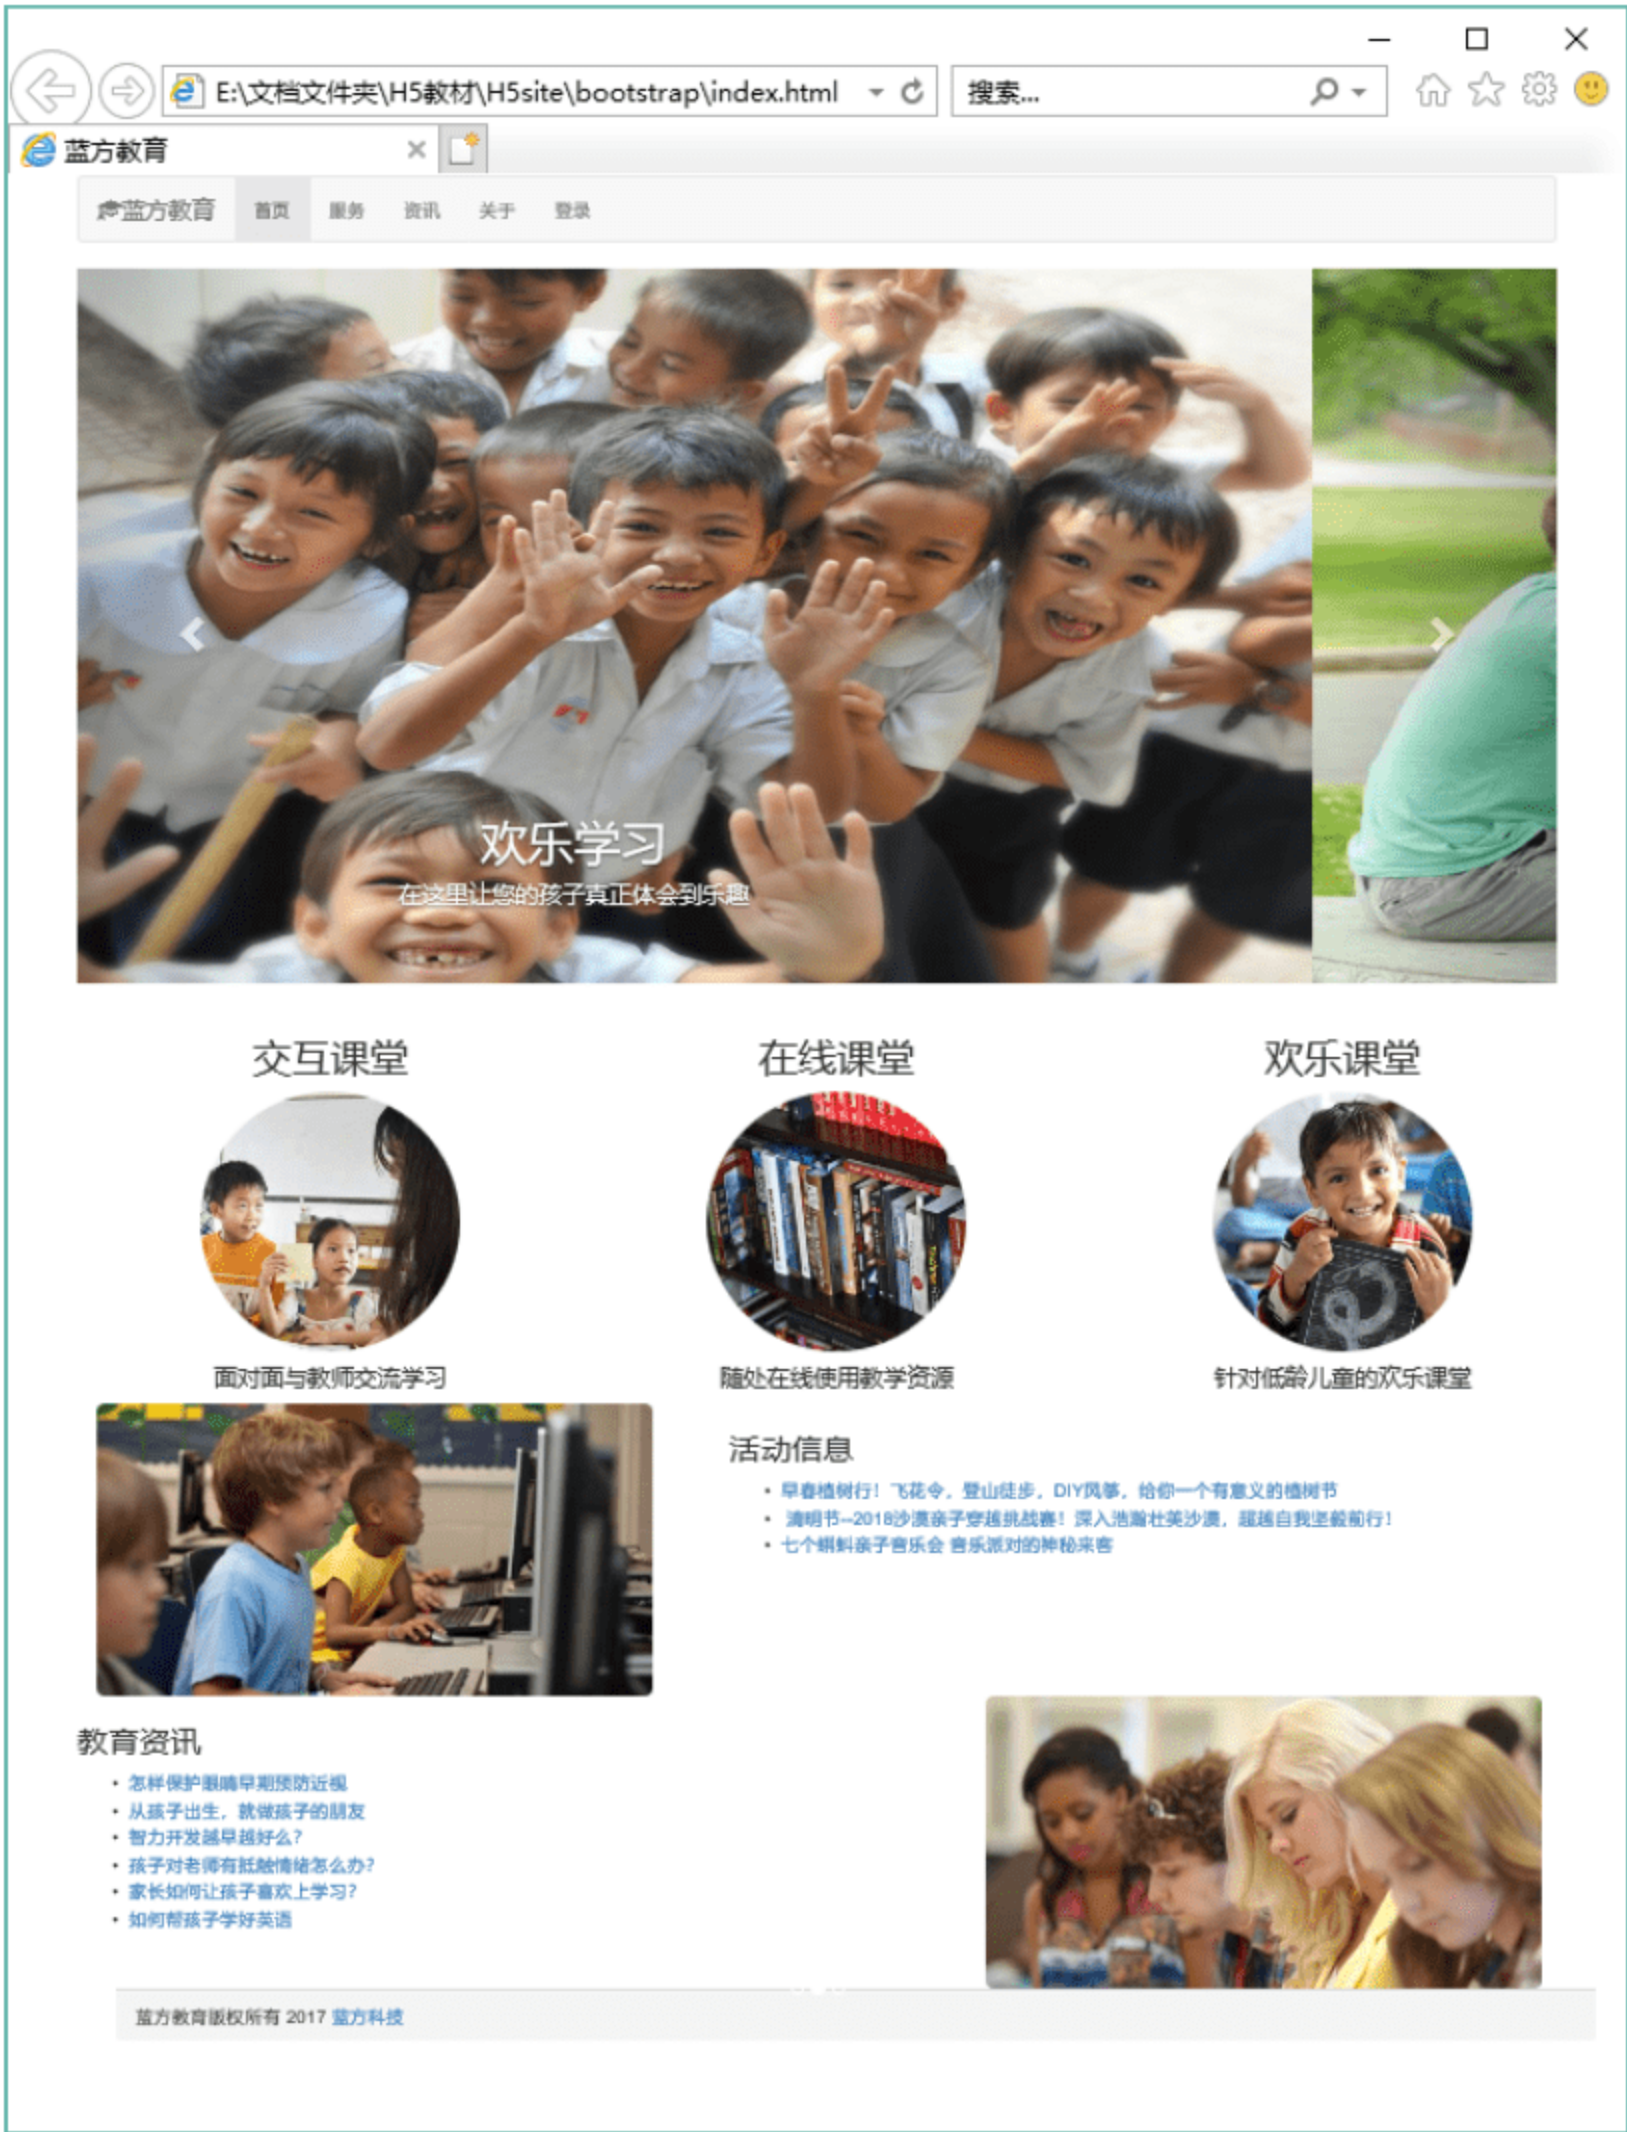 E:\文档文件夹\H5教材\H5site\bootstrap\index.html
搜索...
蓝方教育
蓝方教育 首页 服务 资讯 关于 登录
欢乐学习
在这里让您的孩子真正体会到乐趣
交互课堂 在线课堂 欢乐课堂
面对面与教师交流学习 随处在线使用教学资源 针对低龄儿童的欢乐课堂
活动信息
早春植树行！飞花令，登山徒步，DIY风筝，给你一个有意义的植树节
清明节--2018沙漠亲子穿越挑战赛！深入浩瀚壮美沙漠，超越自我坚毅前行！
七个蝌蚪亲子音乐会 音乐派对的神秘来客
教育资讯
怎样保护眼睛早期预防近视
从孩子出生，就做孩子的朋友
智力开发越早越好么？
孩子对老师有抵触情绪怎么办？
家长如何让孩子喜欢上学习？
如何帮孩子学好英语
蓝方教育版权所有 2017 蓝方科技